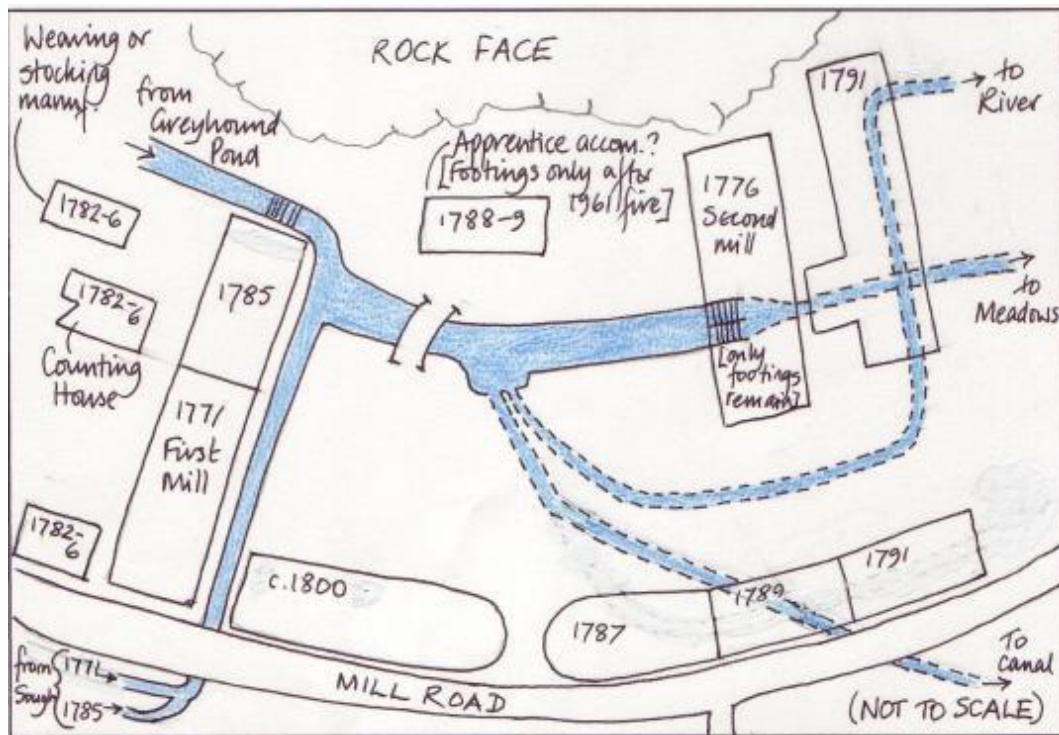 Weaving or
stocking
manuf.
from
Greyhound
Pond
ROCK FACE
1791
to
River
Apprentice accom.?
[Footings only after
1961 fire]
1788-9
1776
Second
mill
1782-6
1785
1782-6
Counting
House
to
Meadows
[only
footings
remain]
1771
First
Mill
1782-
6
c.1800
1787
1789
1791
from
Sough
1771
1785
MILL ROAD
To
Canal
(NOT TO SCALE)